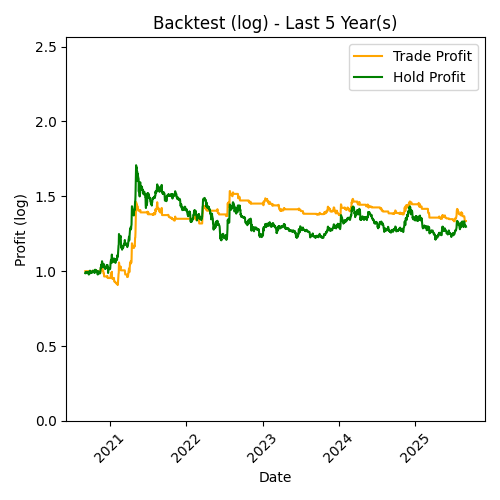 Backtest (log) - Last 5 Year(s)
Trade Profit
Hold Profit
Profit (log)
2.5
2.0
1.5
1.0
0.5
0.0
2021
2022
2023
2024
2025
Date